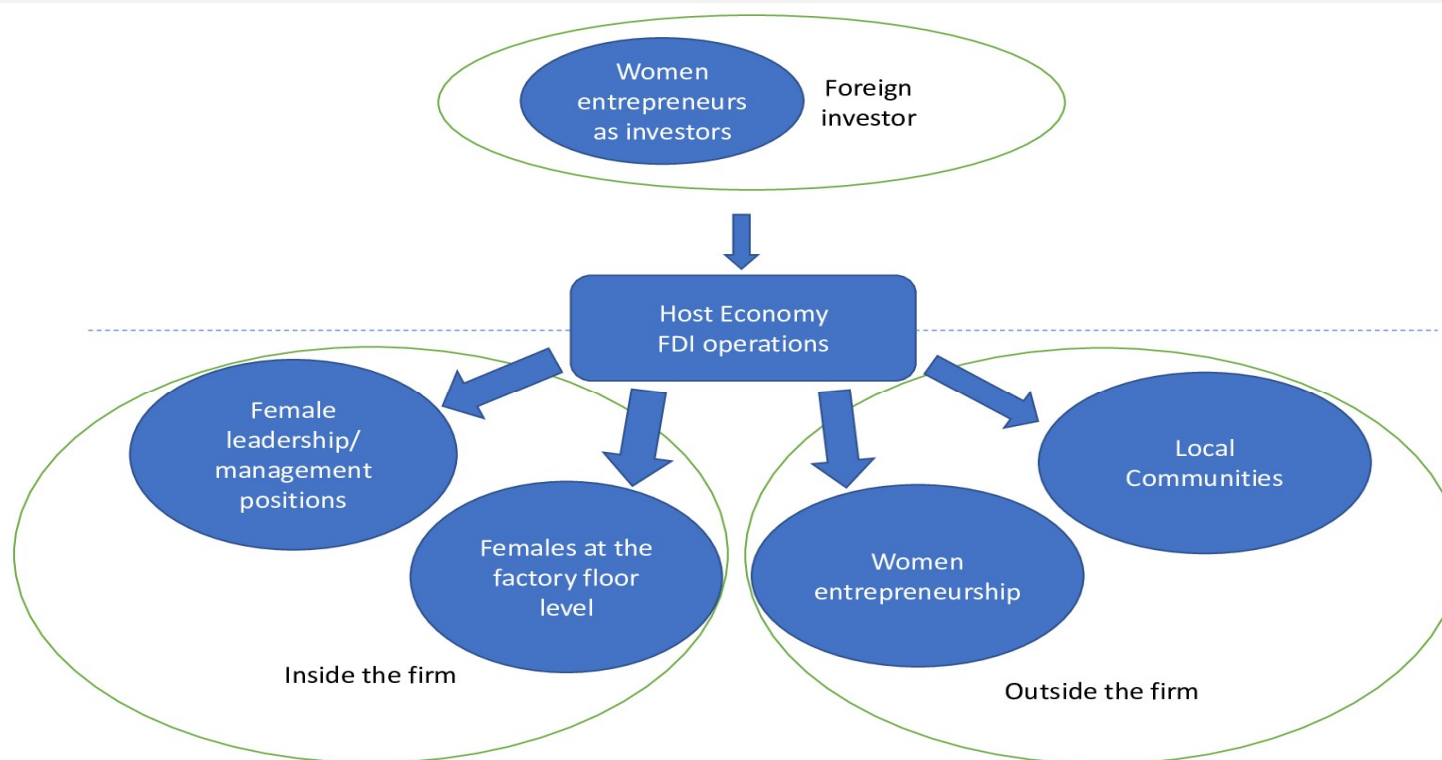 Women
entrepreneurs
as investors
Foreign
investor
Host Economy
FDI operations
Female
leadership/
management
positions
Females at the
factory floor
level
Inside the firm
Local
Communities
Women
entrepreneurship
Outside the firm